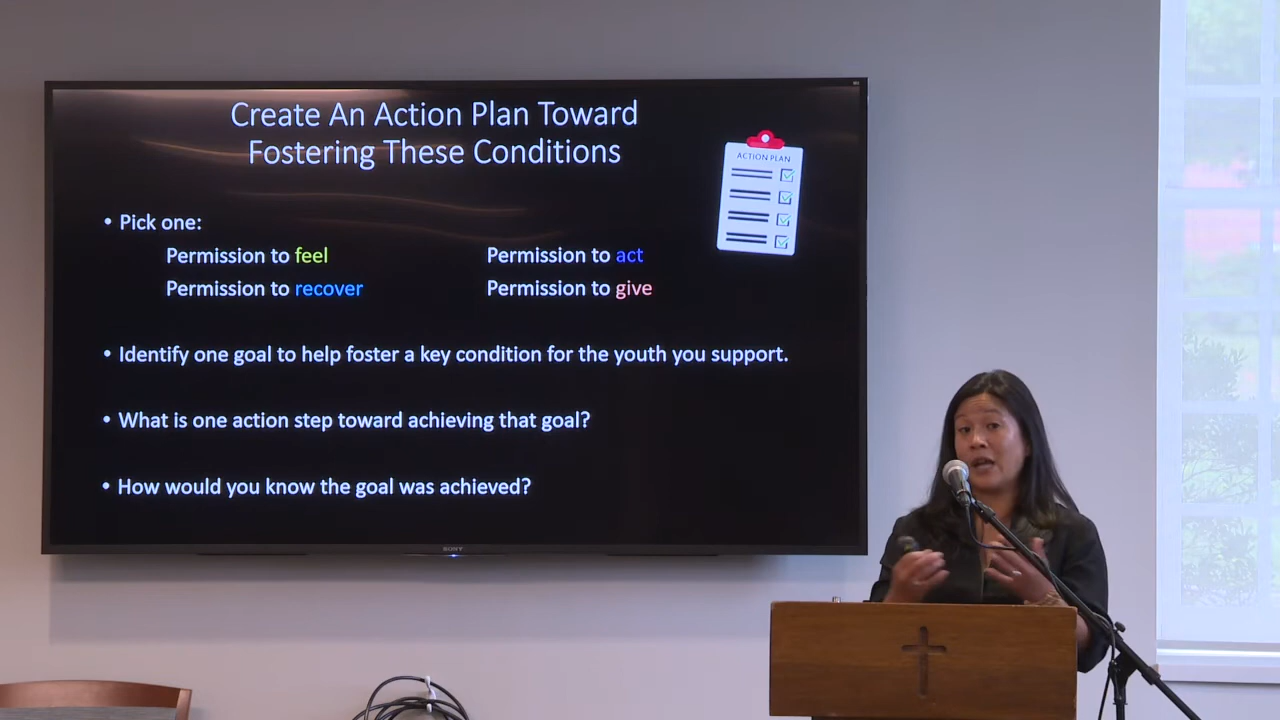 Create An Action Plan Toward
Fostering These Conditions
ACTION PLAN
• Pick one:
Permission to feel
Permission to act
Permission to recover
Permission to give
• Identify one goal to help foster a key condition for the youth you support.
• What is one action step toward achieving that goal?
• How would you know the goal was achieved?
SONY